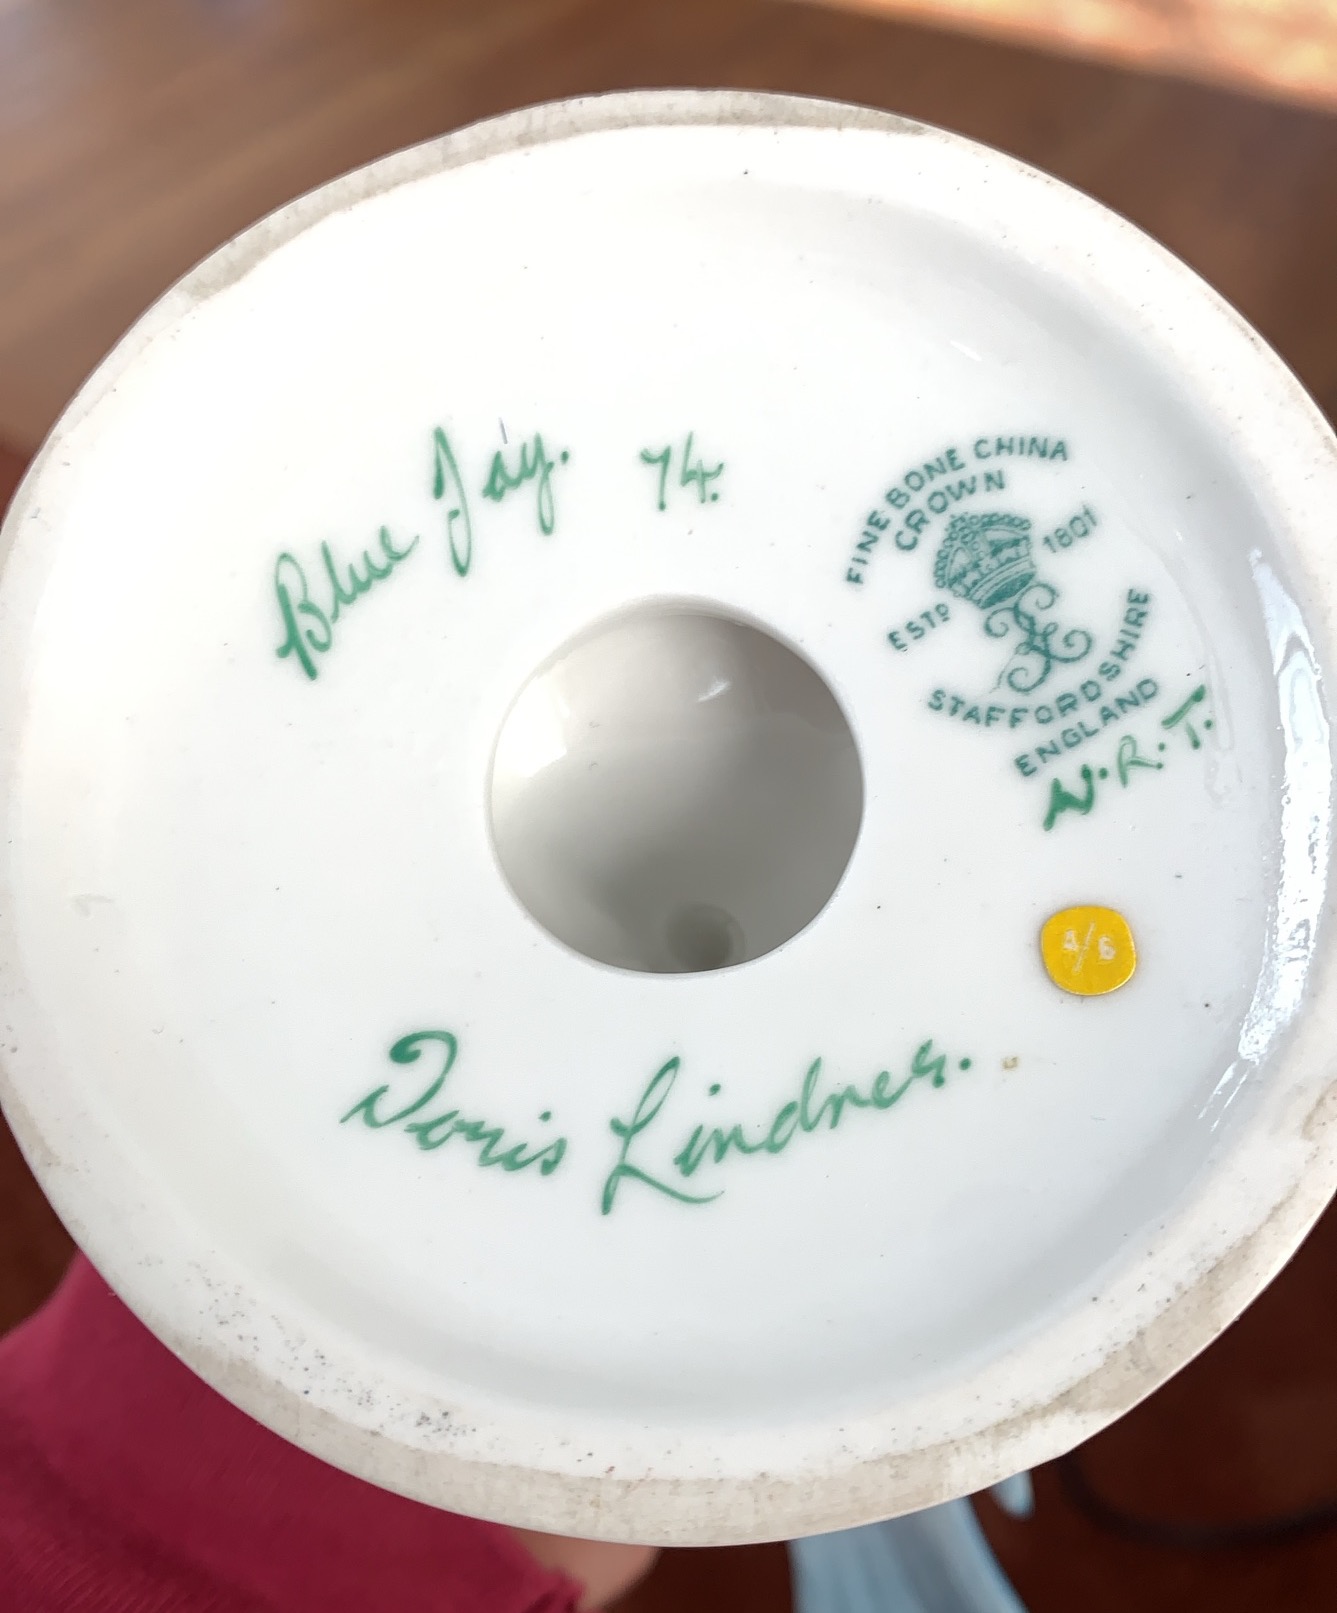 Blue Jay. 74.
FINE BONE CHINA
CROWN
ESTD 1801
STAFFORDSHIRE
ENGLAND
W.R.T.
4/6
Doris Lindner.